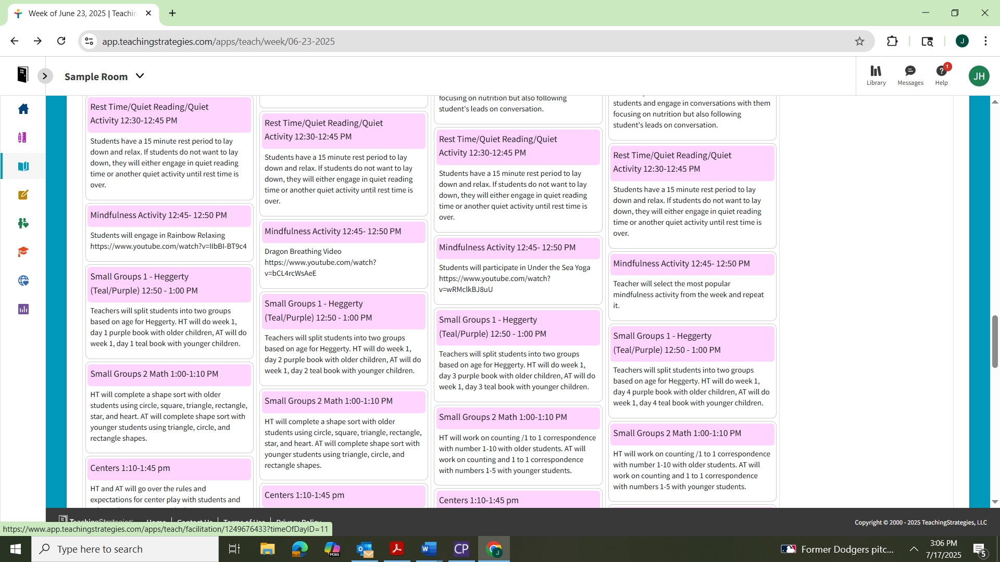 Week of June 23, 2025 | Teachin
app.teachingstrategies.com/apps/teach/week/06-23-2025
J
Sample Room
Library
Messages
1
Help
JH
Rest Time/Quiet Reading/Quiet
Activity 12:30-12:45 PM
Students have a 15 minute rest period to lay
down and relax. If students do not want to lay
down, they will either engage in quiet reading
time or another quiet activity until rest time is
over.
Mindfulness Activity 12:45- 12:50 PM
Students will engage in Rainbow Relaxing
https://www.youtube.com/watch?v=IIbBI-BT9c4
Small Groups 1 - Heggerty
(Teal/Purple) 12:50 - 1:00 PM
Teachers will split students into two groups
based on age for Heggerty. HT will do week 1,
day 1 purple book with older children, AT will do
week 1, day 1 teal book with younger children.
Small Groups 2 Math 1:00-1:10 PM
HT will complete a shape sort with older
students using circle, square, triangle, rectangle,
star, and heart. AT will complete shape sort with
younger students using triangle, circle, and
rectangle shapes.
Centers 1:10-1:45 pm
HT and AT will go over the rules and
expectations for center play with students and
Rest Time/Quiet Reading/Quiet
Activity 12:30-12:45 PM
Students have a 15 minute rest period to lay
down and relax. If students do not want to lay
down, they will either engage in quiet reading
time or another quiet activity until rest time is
over.
Mindfulness Activity 12:45- 12:50 PM
Dragon Breathing Video
https://www.youtube.com/watch?
v=bCL4rcWsAeE
Small Groups 1 - Heggerty
(Teal/Purple) 12:50 - 1:00 PM
Teachers will split students into two groups
based on age for Heggerty. HT will do week 1,
day 2 purple book with older children, AT will do
week 1, day 2 teal book with younger children.
Small Groups 2 Math 1:00-1:10 PM
HT will complete a shape sort with older
students using circle, square, triangle, rectangle,
star, and heart. AT will complete shape sort with
younger students using triangle, circle, and
rectangle shapes.
Centers 1:10-1:45 pm
focusing on nutrition but also following
student's leads on conversation.
Rest Time/Quiet Reading/Quiet
Activity 12:30-12:45 PM
Students have a 15 minute rest period to lay
down and relax. If students do not want to lay
down, they will either engage in quiet reading
time or another quiet activity until rest time is
over.
Mindfulness Activity 12:45- 12:50 PM
Students will participate in Under the Sea Yoga
https://www.youtube.com/watch?
v=wRMclkBJ8uU
Small Groups 1 - Heggerty
(Teal/Purple) 12:50 - 1:00 PM
Teachers will split students into two groups
based on age for Heggerty. HT will do week 1,
day 3 purple book with older children, AT will do
week 1, day 3 teal book with younger children.
Small Groups 2 Math 1:00-1:10 PM
HT will work on counting /1 to 1 correspondence
with number 1-10 with older students. AT will
work on counting and 1 to 1 correspondence
with numbers 1-5 with younger students.
Centers 1:10-1:45 pm
students and engage in conversations with them
focusing on nutrition but also following
student's leads on conversation.
Rest Time/Quiet Reading/Quiet
Activity 12:30-12:45 PM
Students have a 15 minute rest period to lay
down and relax. If students do not want to lay
down, they will either engage in quiet reading
time or another quiet activity until rest time is
over.
Mindfulness Activity 12:45- 12:50 PM
Teacher will select the most popular
mindfulness activity from the week and repeat
it.
Small Groups 1 - Heggerty
(Teal/Purple) 12:50 - 1:00 PM
Teachers will split students into two groups
based on age for Heggerty. HT will do week 1,
day 4 purple book with older children, AT will do
week 1, day 4 teal book with younger children.
Small Groups 2 Math 1:00-1:10 PM
HT will work on counting /1 to 1 correspondence
with number 1-10 with older students. AT will
work on counting and 1 to 1 correspondence
with numbers 1-5 with younger students.
TeachingStrategies Home Contact Us Terms of Use Privacy Policy
Copyright © 2000 - 2025 TeachingStrategies, LLC
https://www.app.teachingstrategies.com/apps/teach/facilitation/1249676433?timeOfDayID=11
Type here to search
M365
CP
J
Former Dodgers pitc...
3:06 PM
7/17/2025
5